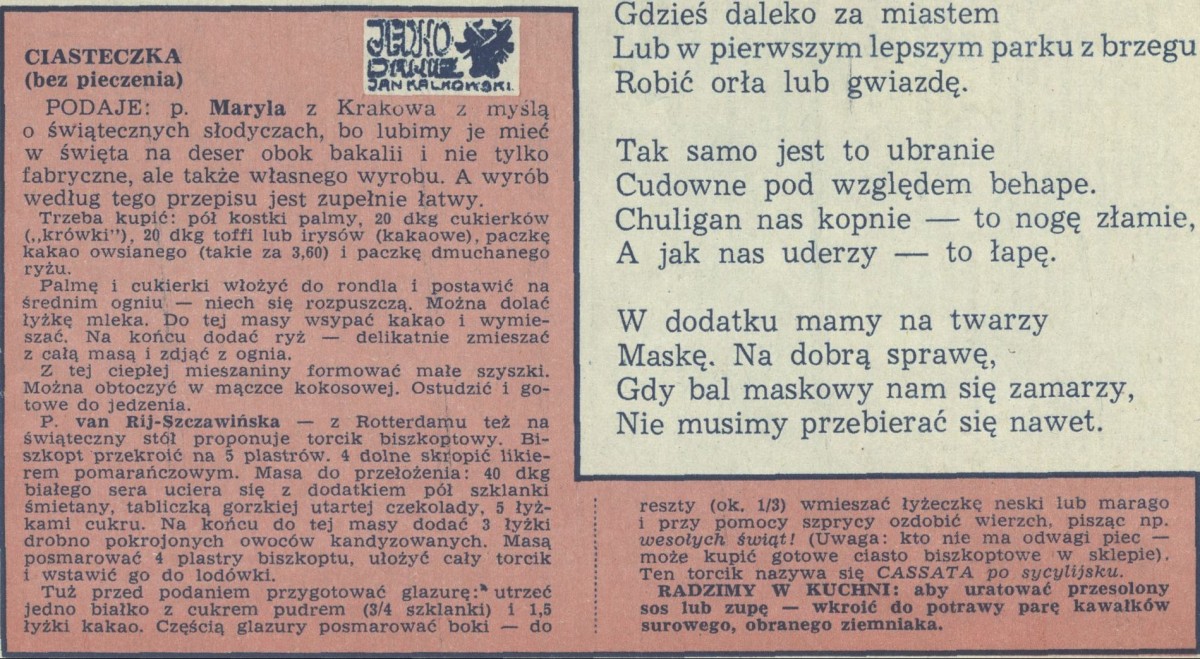 CIASTECZKA
(bez pieczenia)
JEDNO
DANIE
JAN KALKOWSKI.
PODAJE: p. Maryla z Krakowa z myślą
o świątecznych słodyczach, bo lubimy je mieć
w święta na deser obok bakalii i nie tylko
fabryczne, ale także własnego wyrobu. A wyrób
według tego przepisu jest zupełnie łatwy.
Trzeba kupić: pół kostki palmy, 20 dkg cukierków
(„krówki"), 20 dkg toffi lub irysów (kakaowe), paczkę
kakao owsianego (takie za 3,60) i paczkę dmuchanego
ryżu.
Palmę i cukierki włożyć do rondla i postawić na
średnim ogniu — niech się rozpuszczą. Można dolać
łyżkę mleka. Do tej masy wsypać kakao i wymie-
szać. Na końcu dodać ryż — delikatnie zmieszać
z całą masą i zdjąć z ognia.
Z tej ciepłej mieszaniny formować małe szyszki.
Można obtoczyć w mączce kokosowej. Ostudzić i go-
towe do jedzenia.
P. van Rij-Szczawińska — z Rotterdamu też na
świąteczny stół proponuje torcik biszkoptowy. Bi-
szkopt przekroić na 5 plastrów. 4 dolne skropić likie-
rem pomarańczowym. Masa do przełożenia: 40 dkg
białego sera uciera się z dodatkiem pół szklanki
śmietany, tabliczką gorzkiej utartej czekolady, 5 łyż-
kami cukru. Na końcu do tej masy dodać 3 łyżki
drobno pokrojonych owoców kandyzowanych. Masą
posmarować 4 plastry biszkoptu, ułożyć cały torcik
i wstawić go do lodówki.
Tuż przed podaniem przygotować glazurę: utrzeć
jedno białko z cukrem pudrem (3/4 szklanki) i 1,5
łyżki kakao. Częścią glazury posmarować boki — do
reszty (ok. 1/3) wmieszać łyżeczkę neski lub marago
i przy pomocy szprycy ozdobić wierzch, pisząc np.
wesołych świąt! (Uwaga: kto nie ma odwagi piec —
może kupić gotowe ciasto biszkoptowe w sklepie).
Ten torcik nazywa się CASSATA po sycylijsku.
RADZIMY W KUCHNI: aby uratować przesolony
sos lub zupę — wkroić do potrawy parę kawałków
surowego, obranego ziemniaka.
Gdzieś daleko za miastem
Lub w pierwszym lepszym parku z brzegu
Robić orła lub gwiazdę.
Tak samo jest to ubranie
Cudowne pod względem behape.
Chuligan nas kopnie — to nogę złamie,
A jak nas uderzy — to łapę.
W dodatku mamy na twarzy
Maskę. Na dobrą sprawę,
Gdy bal maskowy nam się zamarzy,
Nie musimy przebierać się nawet.